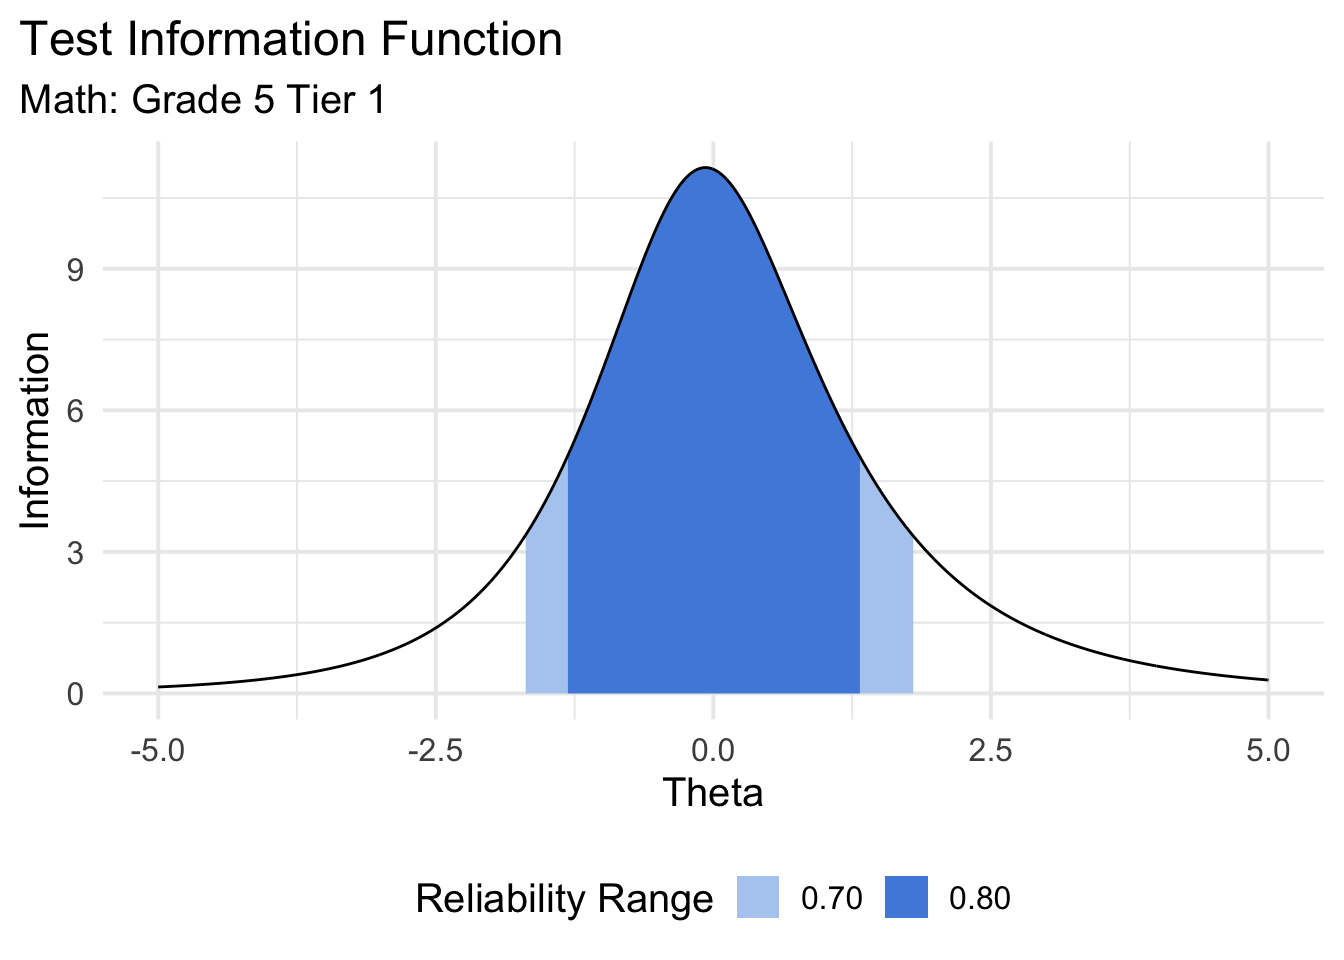 Test Information Function
Math: Grade 5 Tier 1
Information
9
6
3
0
-5.0 -2.5 0.0 2.5 5.0
Theta
Reliability Range 0.70 0.80